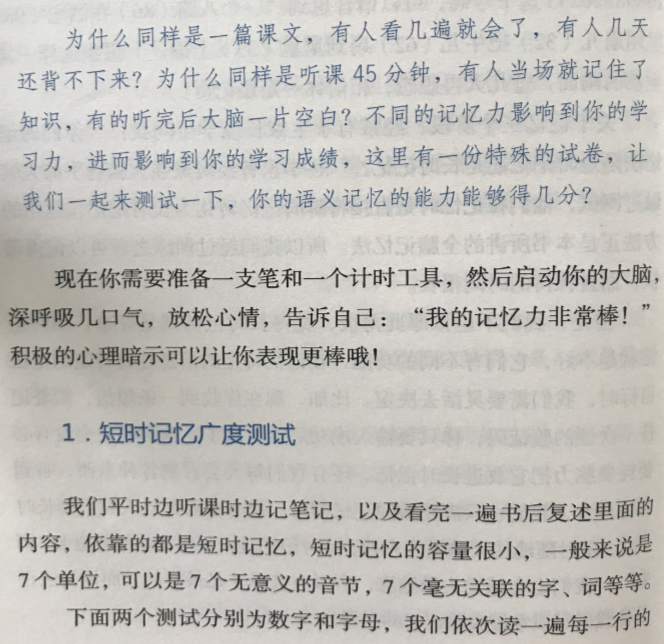 为什么同样是一篇课文，有人看几遍就会了，有人几天
还背不下来？为什么同样是听课 45 分钟，有人当场就记住了
知识，有的听完后大脑一片空白？不同的记忆力影响到你的学
习力，进而影响到你的学习成绩，这里有一份特殊的试卷，让
我们一起来测试一下，你的语义记忆的能力能够得几分？
现在你需要准备一支笔和一个计时工具，然后启动你的大脑，
深呼吸几口气，放松心情，告诉自己：“我的记忆力非常棒！”
积极的心理暗示可以让你表现更棒哦！
1．短时记忆广度测试
我们平时边听课时边记笔记，以及看完一遍书后复述里面的
内容，依靠的都是短时记忆，短时记忆的容量很小，一般来说是
7 个单位，可以是 7 个无意义的音节，7 个毫无关联的字、词等等。
下面两个测试分别为数字和字母，我们依次读一遍每一行的